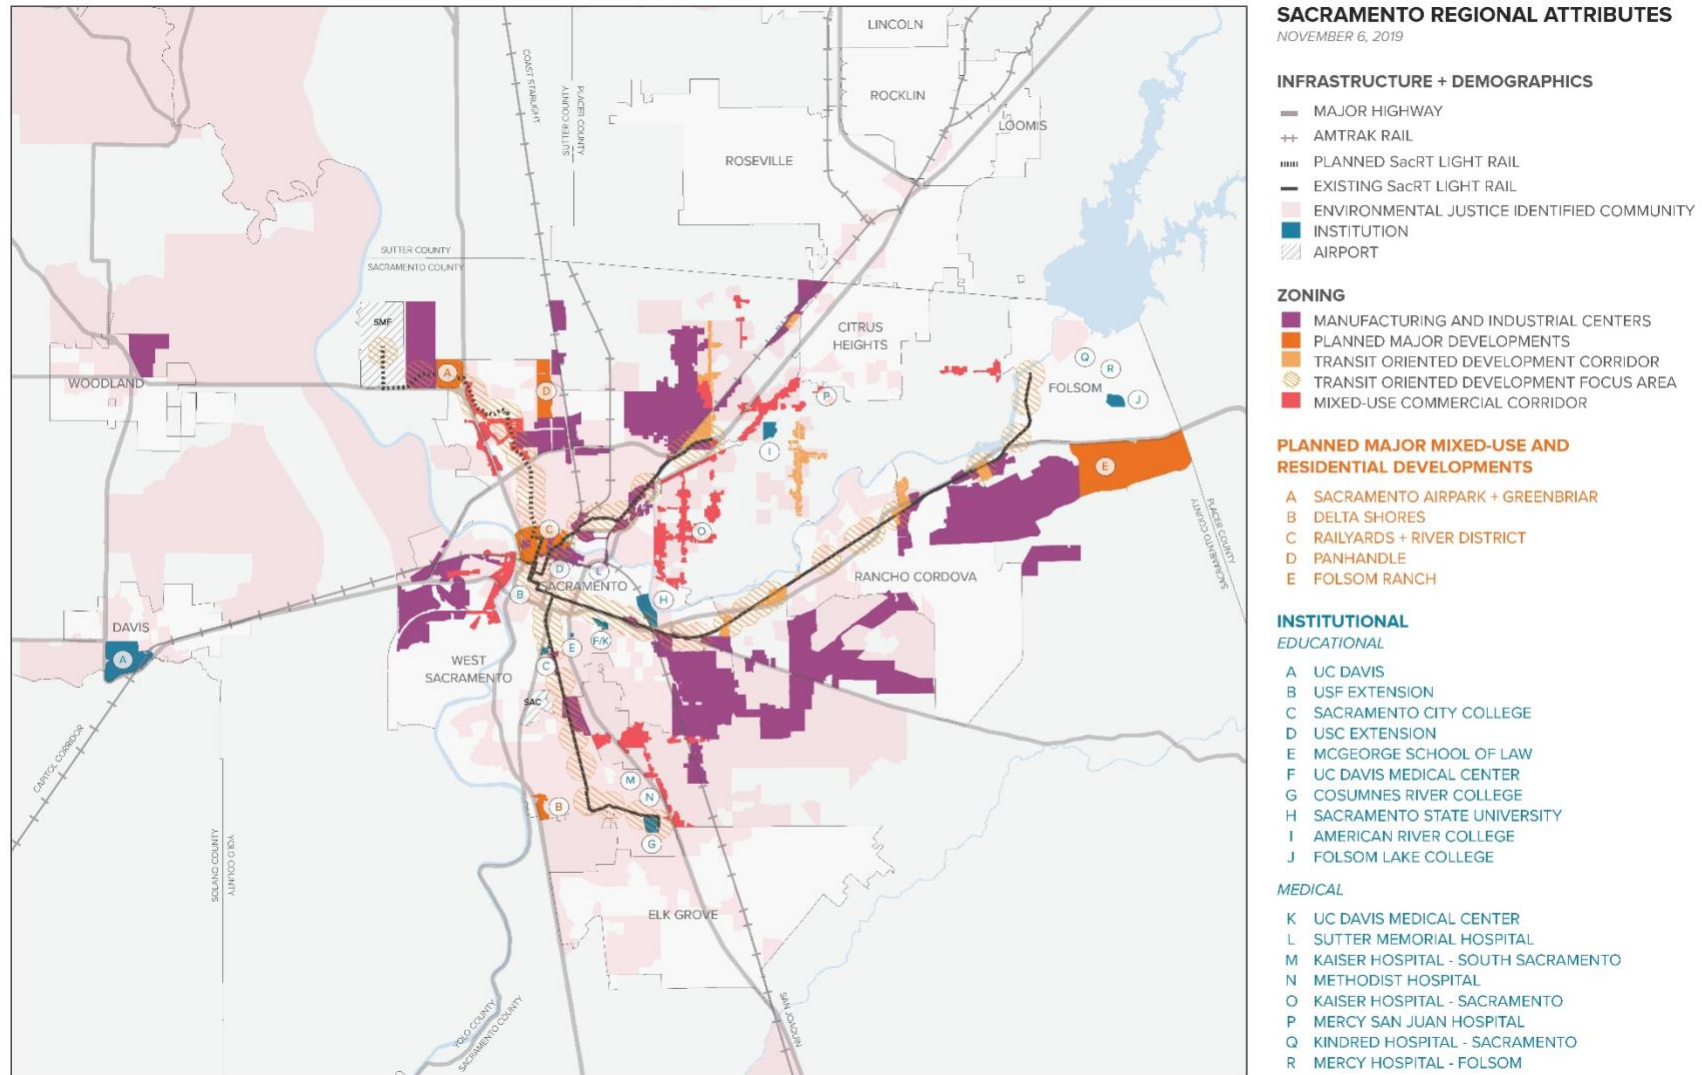 LINCOLN
ROCKLIN
LOOMIS
ROSEVILLE
COAST STARLIGHT
SUTTER COUNTY
PLACER COUNTY
SUTTER COUNTY
SACRAMENTO COUNTY
SMF
CITRUS
HEIGHTS
WOODLAND
A
D
P
FOLSOM
Q
R
J
I
E
PLACER COUNTY
SACRAMENTO COUNTY
C
O
D
L
SACRAMENTO
RANCHO CORDOVA
B
H
DAVIS
A
F/K
E
C
WEST
SACRAMENTO
SAC
CAPITOL CORRIDOR
M
N
B
G
SOLANO COUNTY
YOLO COUNTY
ELK GROVE
SAN JOAQUIN
YOLO COUNTY
SACRAMENTO COUNTY
SACRAMENTO REGIONAL ATTRIBUTES
NOVEMBER 6, 2019
INFRASTRUCTURE + DEMOGRAPHICS
MAJOR HIGHWAY
AMTRAK RAIL
PLANNED SacRT LIGHT RAIL
EXISTING SacRT LIGHT RAIL
ENVIRONMENTAL JUSTICE IDENTIFIED COMMUNITY
INSTITUTION
AIRPORT
ZONING
MANUFACTURING AND INDUSTRIAL CENTERS
PLANNED MAJOR DEVELOPMENTS
TRANSIT ORIENTED DEVELOPMENT CORRIDOR
TRANSIT ORIENTED DEVELOPMENT FOCUS AREA
MIXED-USE COMMERCIAL CORRIDOR
PLANNED MAJOR MIXED-USE AND
RESIDENTIAL DEVELOPMENTS
A SACRAMENTO AIRPARK + GREENBRIAR
B DELTA SHORES
C RAILYARDS + RIVER DISTRICT
D PANHANDLE
E FOLSOM RANCH
INSTITUTIONAL
EDUCATIONAL
A UC DAVIS
B USF EXTENSION
C SACRAMENTO CITY COLLEGE
D USC EXTENSION
E MCGEORGE SCHOOL OF LAW
F UC DAVIS MEDICAL CENTER
G COSUMNES RIVER COLLEGE
H SACRAMENTO STATE UNIVERSITY
I AMERICAN RIVER COLLEGE
J FOLSOM LAKE COLLEGE
MEDICAL
K UC DAVIS MEDICAL CENTER
L SUTTER MEMORIAL HOSPITAL
M KAISER HOSPITAL - SOUTH SACRAMENTO
N METHODIST HOSPITAL
O KAISER HOSPITAL - SACRAMENTO
P MERCY SAN JUAN HOSPITAL
Q KINDRED HOSPITAL - SACRAMENTO
R MERCY HOSPITAL - FOLSOM